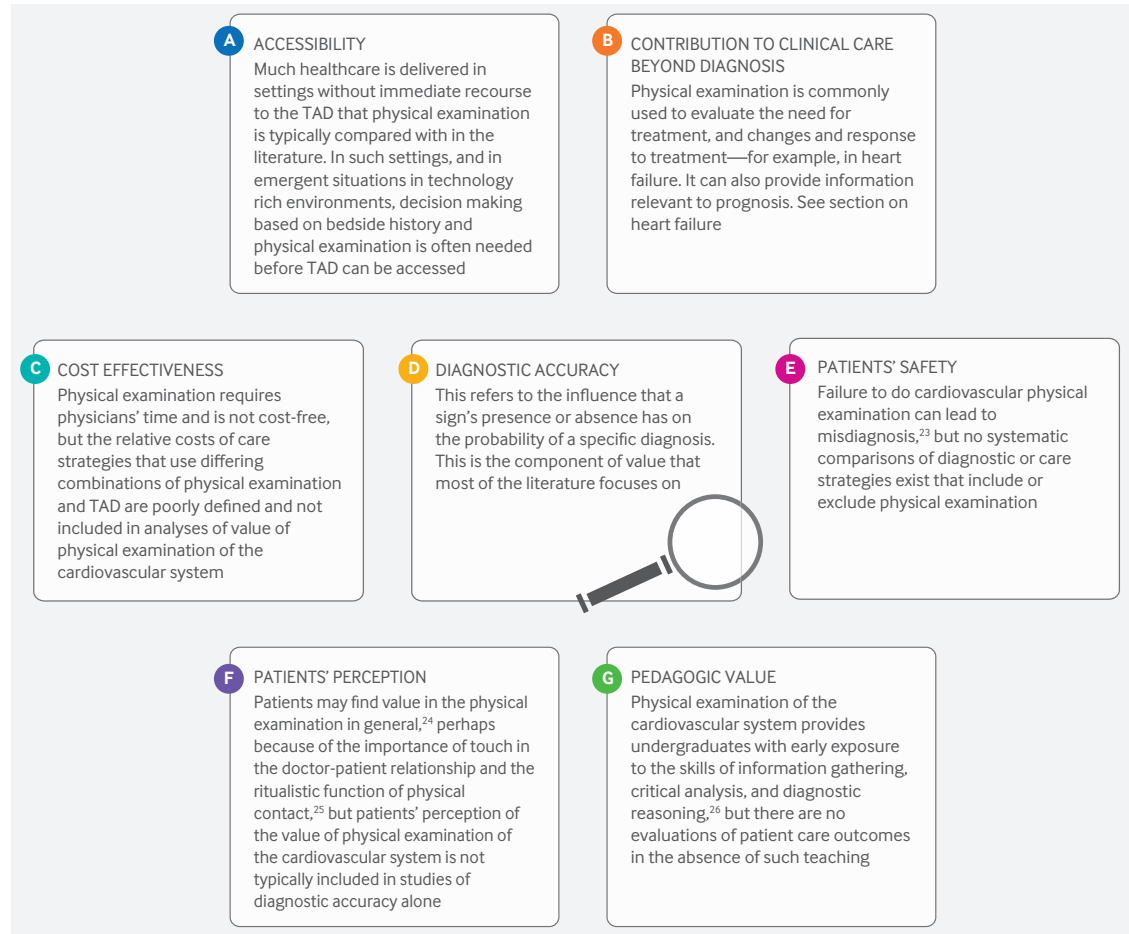 A
ACCESSIBILITY
Much healthcare is delivered in
settings without immediate recourse
to the TAD that physical examination
is typically compared with in the
literature. In such settings, and in
emergent situations in technology
rich environments, decision making
based on bedside history and
physical examination is often needed
before TAD can be accessed
B
CONTRIBUTION TO CLINICAL CARE
BEYOND DIAGNOSIS
Physical examination is commonly
used to evaluate the need for
treatment, and changes and response
to treatment—for example, in heart
failure. It can also provide information
relevant to prognosis. See section on
heart failure
C
COST EFFECTIVENESS
Physical examination requires
physicians’ time and is not cost-free,
but the relative costs of care
strategies that use differing
combinations of physical examination
and TAD are poorly defined and not
included in analyses of value of
physical examination of the
cardiovascular system
D
DIAGNOSTIC ACCURACY
This refers to the influence that a
sign’s presence or absence has on
the probability of a specific diagnosis.
This is the component of value that
most of the literature focuses on
E
PATIENTS’ SAFETY
Failure to do cardiovascular physical
examination can lead to
misdiagnosis,23 but no systematic
comparisons of diagnostic or care
strategies exist that include or
exclude physical examination
F
PATIENTS’ PERCEPTION
Patients may find value in the physical
examination in general,24 perhaps
because of the importance of touch in
the doctor-patient relationship and the
ritualistic function of physical
contact,25 but patients’ perception of
the value of physical examination of
the cardiovascular system is not
typically included in studies of
diagnostic accuracy alone
G
PEDAGOGIC VALUE
Physical examination of the
cardiovascular system provides
undergraduates with early exposure
to the skills of information gathering,
critical analysis, and diagnostic
reasoning,26 but there are no
evaluations of patient care outcomes
in the absence of such teaching